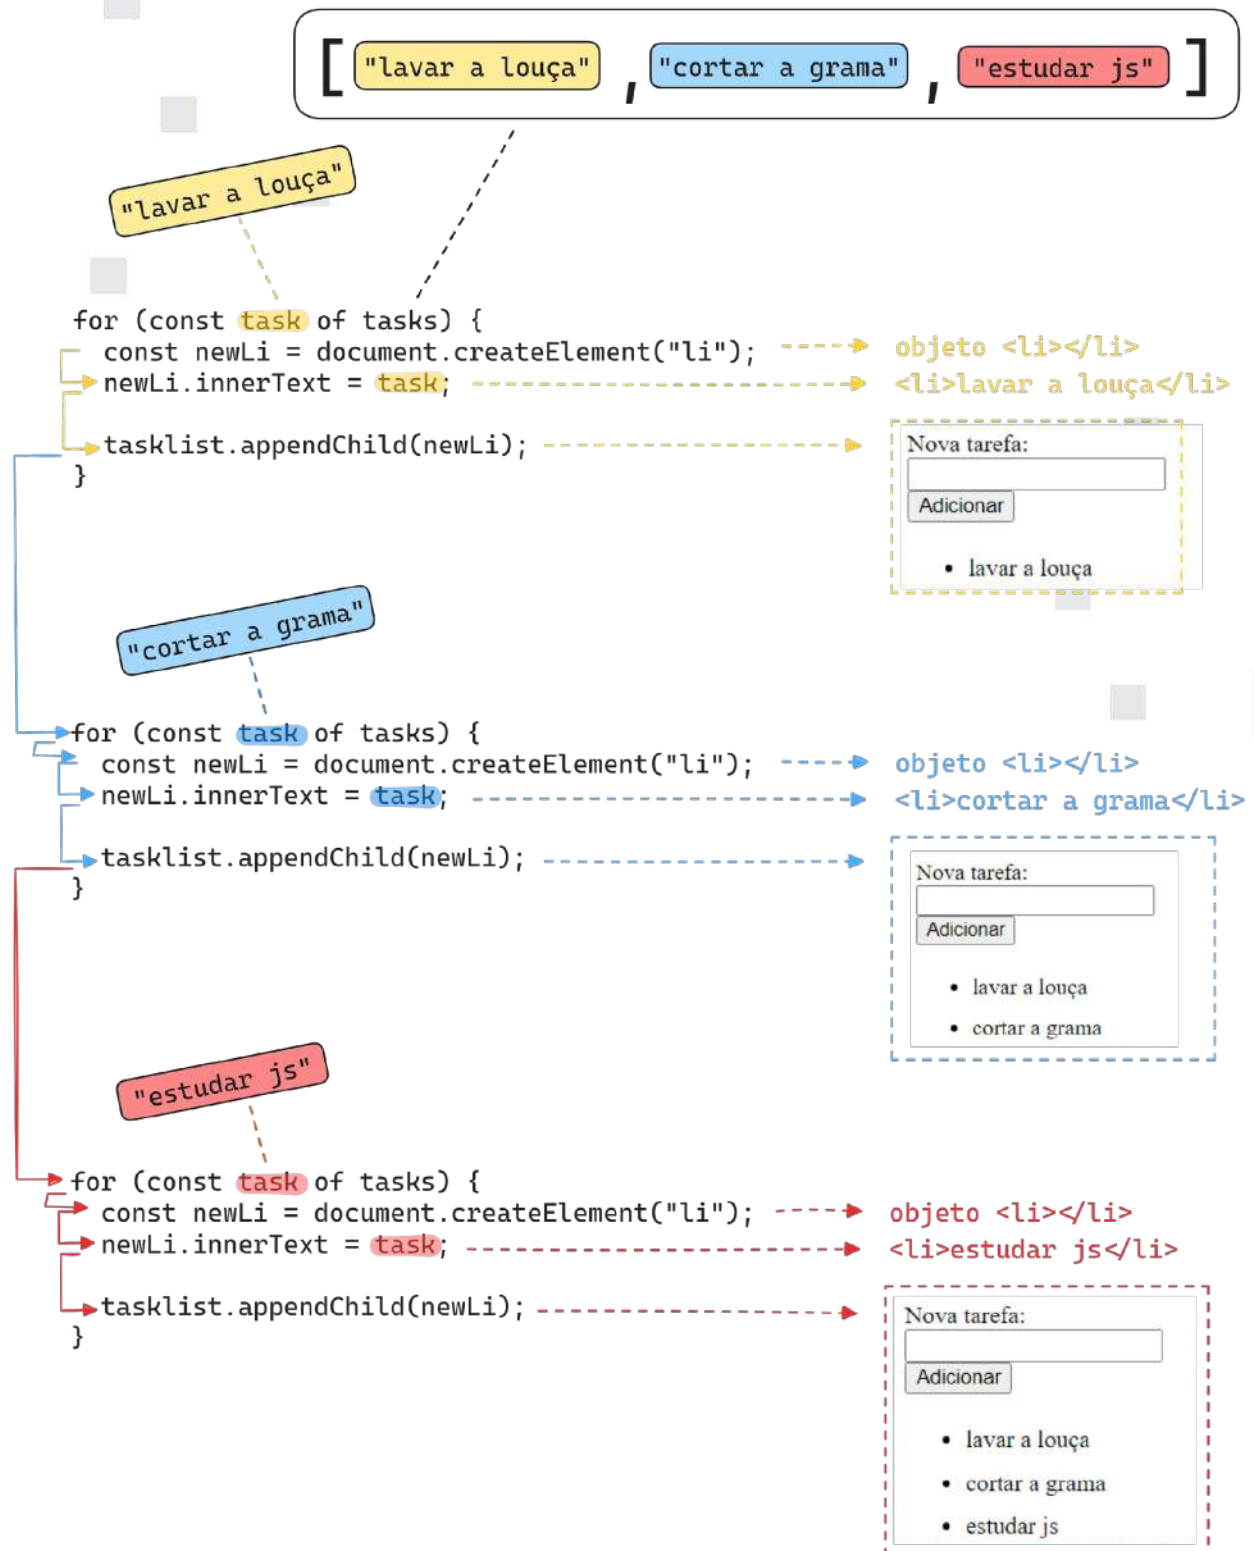 ["lavar a louça" , "cortar a grama" , "estudar js"]
"lavar a louça"
for (const task of tasks) {
const newLi = document.createElement("li");
objeto <li></li>
newLi.innerText = task;
<li>lavar a louça</li>
tasklist.appendChild(newLi);
}
Nova tarefa:
Adicionar
• lavar a louça
"cortar a grama"
for (const task of tasks) {
const newLi = document.createElement("li");
objeto <li></li>
newLi.innerText = task;
<li>cortar a grama</li>
tasklist.appendChild(newLi);
}
Nova tarefa:
Adicionar
• lavar a louça
• cortar a grama
"estudar js"
for (const task of tasks) {
const newLi = document.createElement("li");
objeto <li></li>
newLi.innerText = task;
<li>estudar js</li>
tasklist.appendChild(newLi);
}
Nova tarefa:
Adicionar
• lavar a louça
• cortar a grama
• estudar js